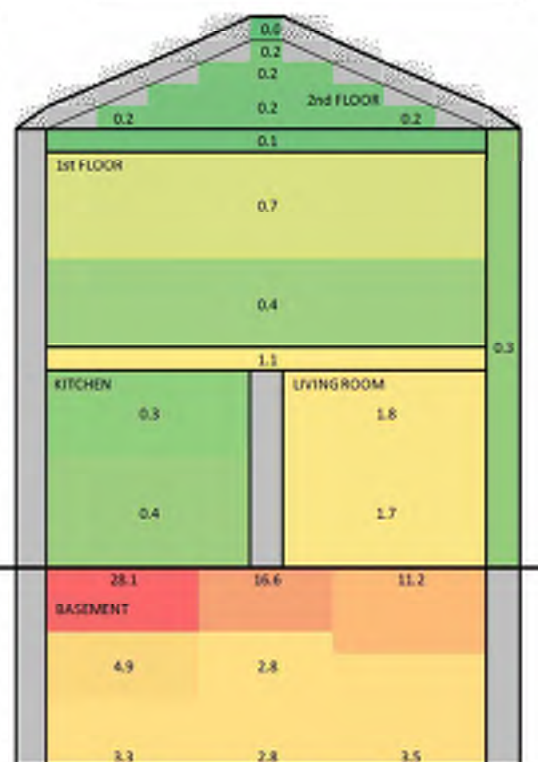 0.0
0.2
0.2
0.2 2nd FLOOR
0.2 0.2
0.1
1st FLOOR
0.7
0.4
0.3
1.1
KITCHEN LIVING ROOM
0.3 1.8
0.4 1.7
28.1 16.6 11.2
BASEMENT
4.9 2.8
3.3 2.8 3.5